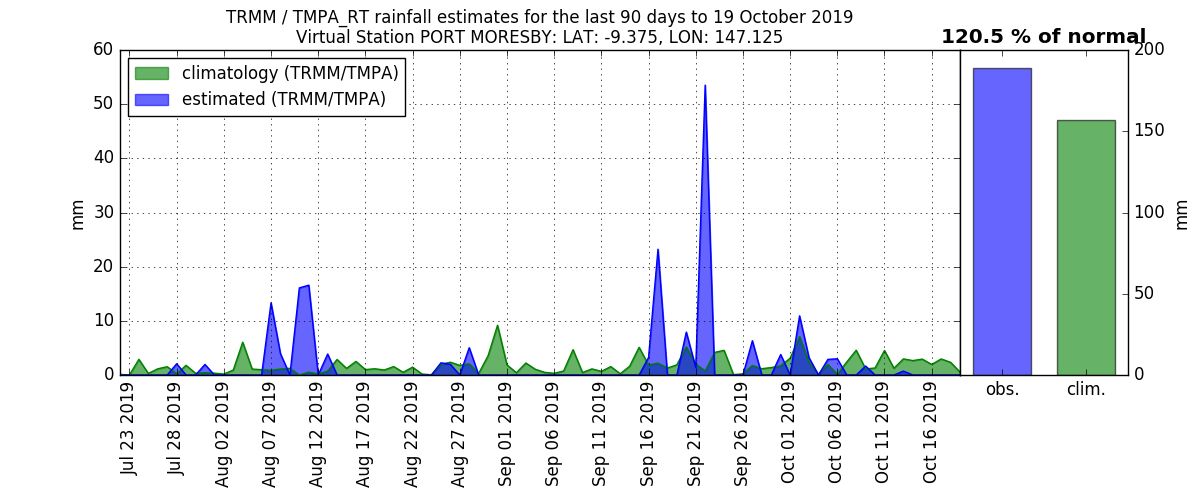 TRMM / TMPA_RT rainfall estimates for the last 90 days to 19 October 2019
Virtual Station PORT MORESBY: LAT: -9.375, LON: 147.125
120.5 % of normal
climatology (TRMM/TMPA)
estimated (TRMM/TMPA)
60
50
40
30
20
10
0
mm
Jul 23 2019
Jul 28 2019
Aug 02 2019
Aug 07 2019
Aug 12 2019
Aug 17 2019
Aug 22 2019
Aug 27 2019
Sep 01 2019
Sep 06 2019
Sep 11 2019
Sep 16 2019
Sep 21 2019
Sep 26 2019
Oct 01 2019
Oct 06 2019
Oct 11 2019
Oct 16 2019
200
150
100
50
0
mm
obs.
clim.